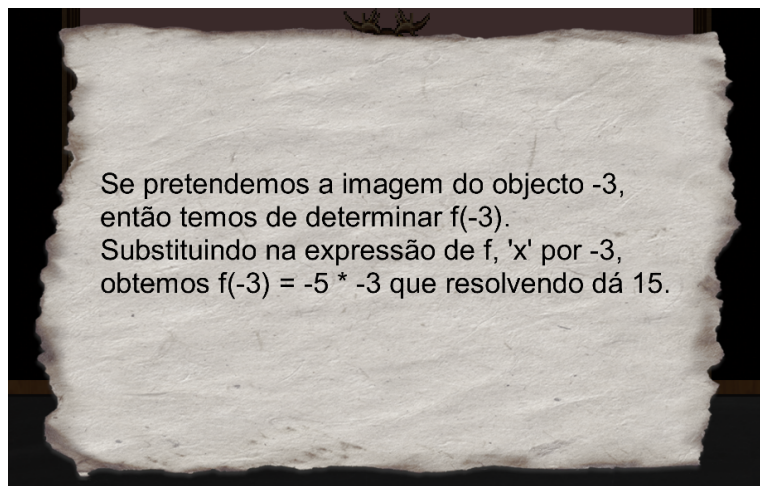 Se pretendemos a imagem do objecto -3,
então temos de determinar f(-3).
Substituindo na expressão de f, 'x' por -3,
obtemos f(-3) = -5 * -3 que resolvendo dá 15.